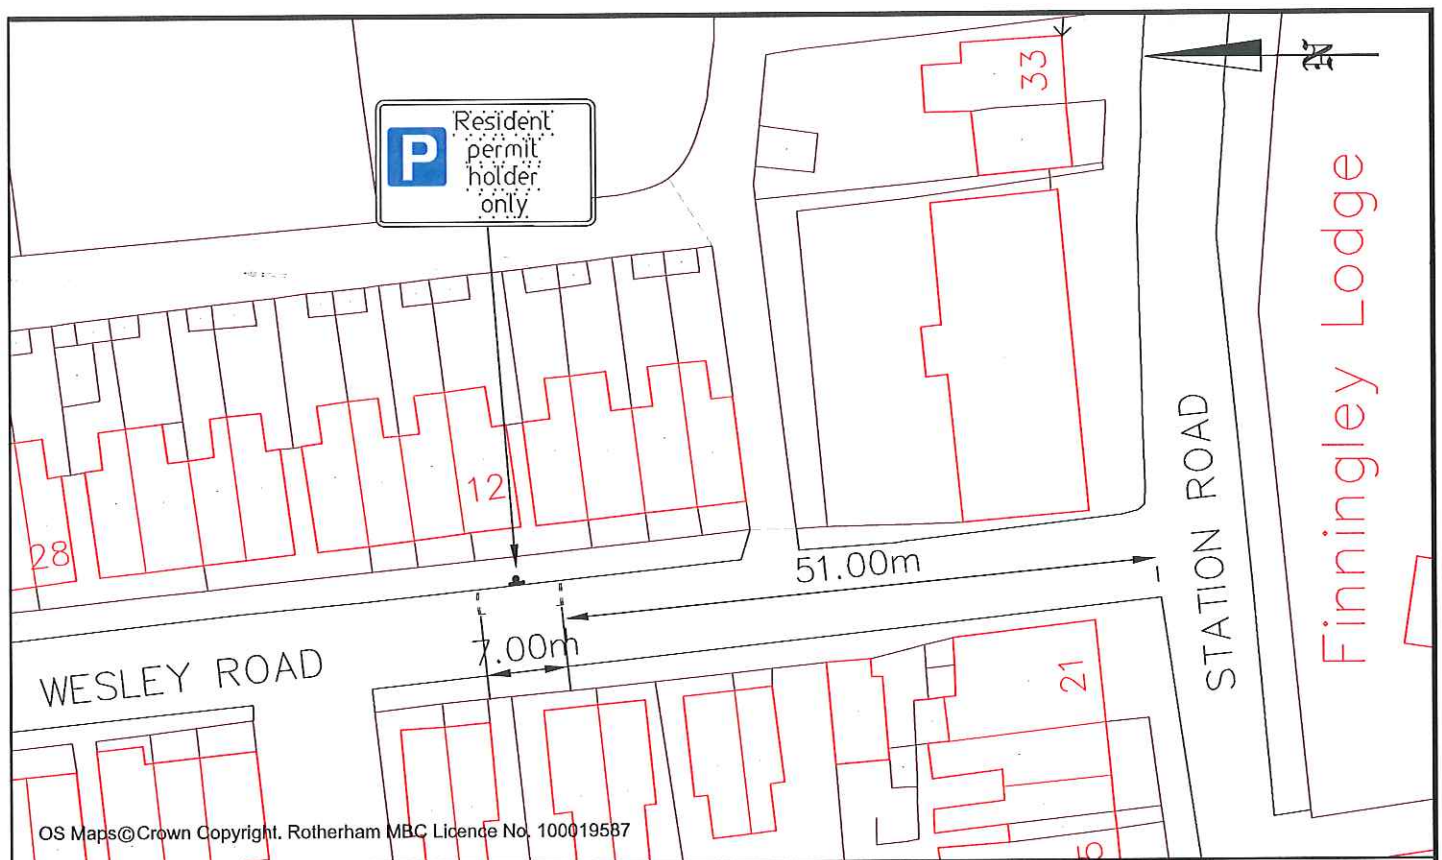 33
N
P
Resident
permit
holder
only
Finningley Lodge
STATION ROAD
12
28
51.00m
7.00m
WESLEY ROAD
21
OS Maps©Crown Copyright. Rotherham MBC Licence No. 100019587